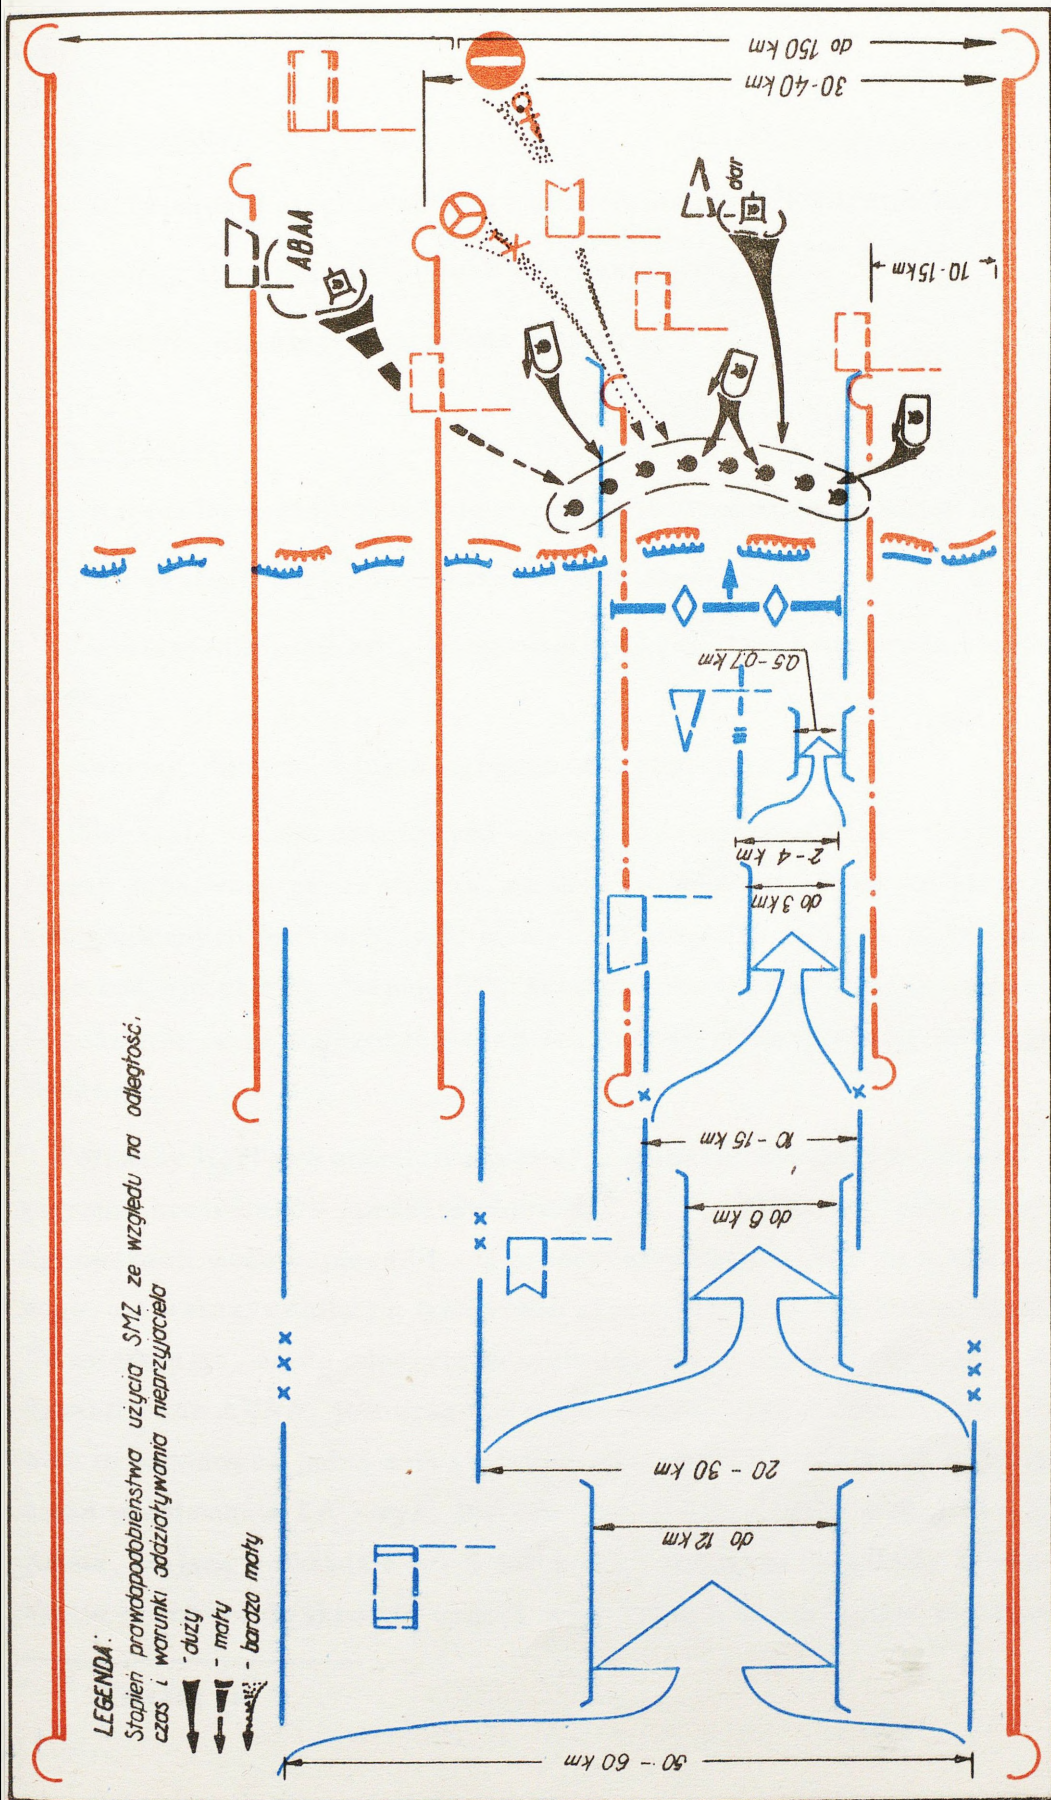 do 150 km
30-40 km
10-15 km
dar
ABAA
0,5-0,7 km
2-4 km
do 3 km
10-15 km
do 6 km
20-30 km
do 12 km
50-60 km
x x x
x x
x
x
x x x
LEGENDA:
Stopień prawdopodobieństwa użycia SMZ ze względu na odległość,
czas i warunki oddziaływania nieprzyjaciela
- duży
- mały
- bardzo mały